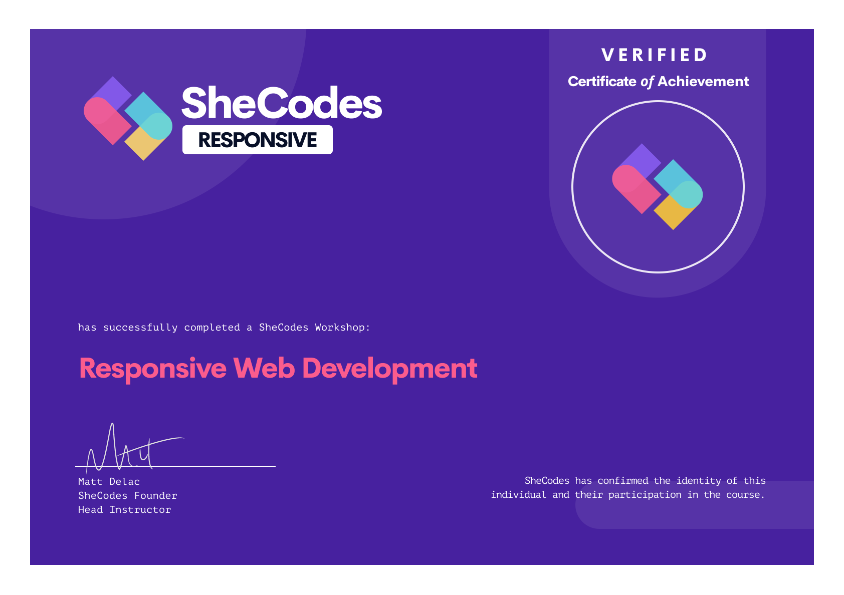 SheCodes
RESPONSIVE
VERIFIED
Certificate of Achievement
has successfully completed a SheCodes Workshop:
Responsive Web Development
Matt Delac
SheCodes Founder
Head Instructor
SheCodes has confirmed the identity of this
individual and their participation in the course.